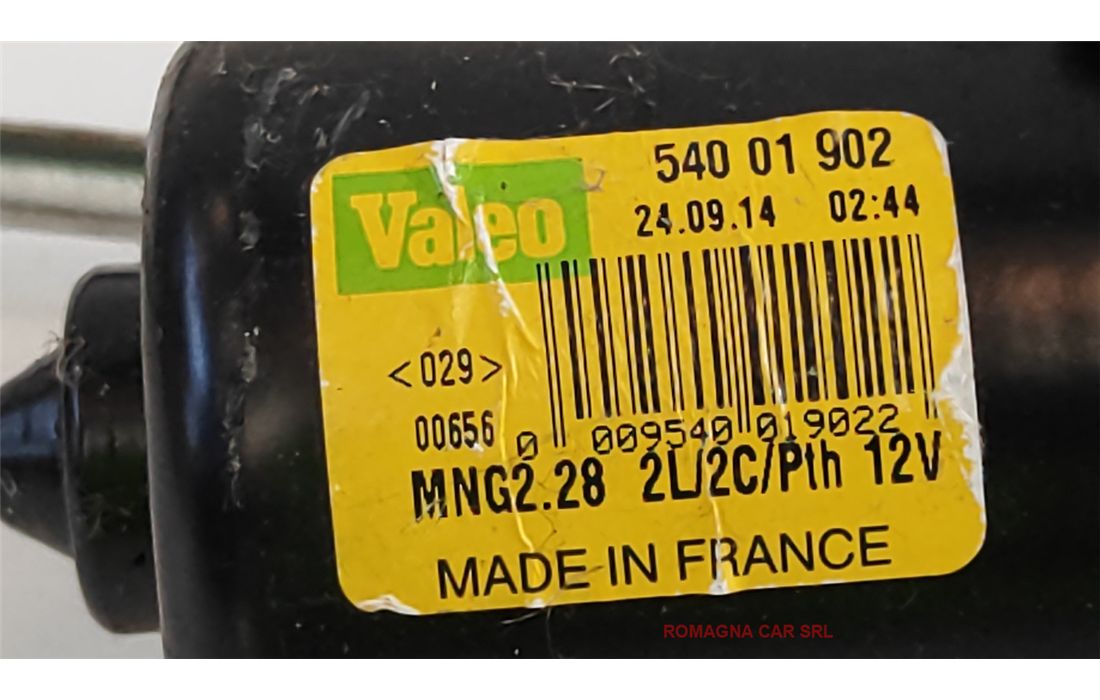 Valeo
540 01 902
24.09.14 02:44
<029>
00656
0 009540 019022
MNG2.28 2L/2C/Pth 12V
MADE IN FRANCE
ROMAGNA CAR SRL